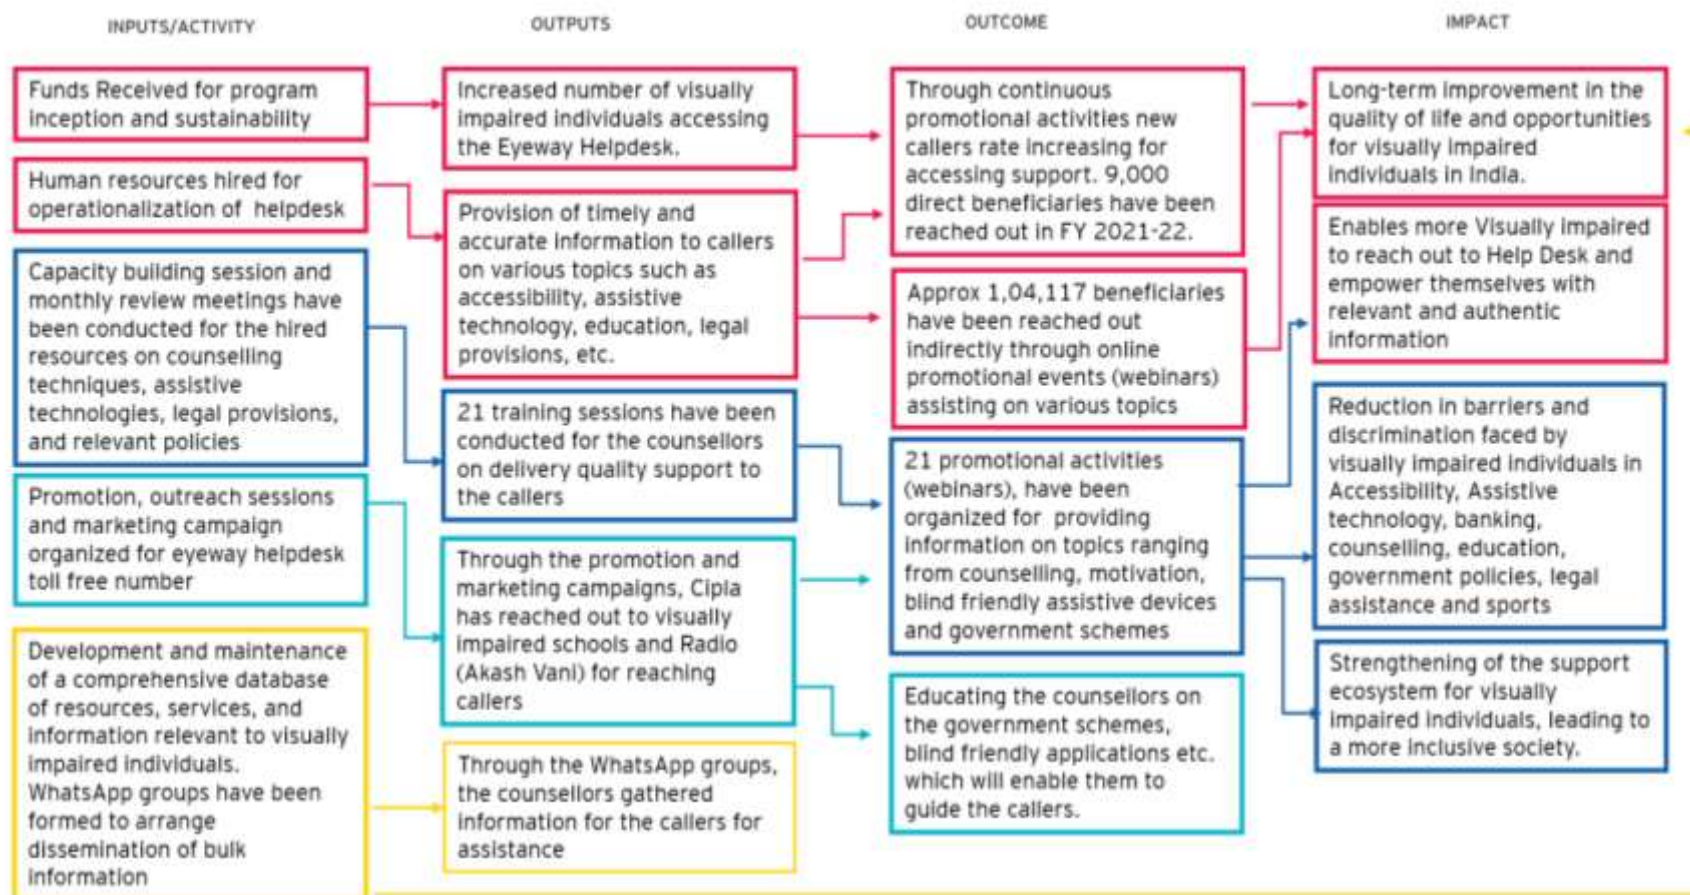 INPUTS/ACTIVITY
OUTPUTS
OUTCOME
IMPACT
Funds Received for program
inception and sustainability
Human resources hired for
operationalization of helpdesk
Capacity building session and
monthly review meetings have
been conducted for the hired
resources on counselling
techniques, assistive
technologies, legal provisions,
and relevant policies
Promotion, outreach sessions
and marketing campaign
organized for eyeway helpdesk
toll free number
Development and maintenance
of a comprehensive database
of resources, services, and
information relevant to visually
impaired individuals.
WhatsApp groups have been
formed to arrange
dissemination of bulk
information
Increased number of visually
impaired individuals accessing
the Eyeway Helpdesk.
Provision of timely and
accurate information to callers
on various topics such as
accessibility, assistive
technology, education, legal
provisions, etc.
21 training sessions have been
conducted for the counsellors
on delivery quality support to
the callers
Through the promotion and
marketing campaigns, Cipla
has reached out to visually
impaired schools and Radio
(Akash Vani) for reaching
callers
Through the WhatsApp groups,
the counsellors gathered
information for the callers for
assistance
Through continuous
promotional activities new
callers rate increasing for
accessing support. 9,000
direct beneficiaries have been
reached out in FY 2021-22.
Approx 1,04,117 beneficiaries
have been reached out
indirectly through online
promotional events (webinars)
assisting on various topics
21 promotional activities
(webinars), have been
organized for providing
information on topics ranging
from counselling, motivation,
blind friendly assistive devices
and government schemes
Educating the counsellors on
the government schemes,
blind friendly applications etc.
which will enable them to
guide the callers.
Long-term improvement in the
quality of life and opportunities
for visually impaired
individuals in India.
Enables more Visually impaired
to reach out to Help Desk and
empower themselves with
relevant and authentic
information
Reduction in barriers and
discrimination faced by
visually impaired individuals in
Accessibility, Assistive
technology, banking,
counselling, education,
government policies, legal
assistance and sports
Strengthening of the support
ecosystem for visually
impaired individuals, leading to
a more inclusive society.